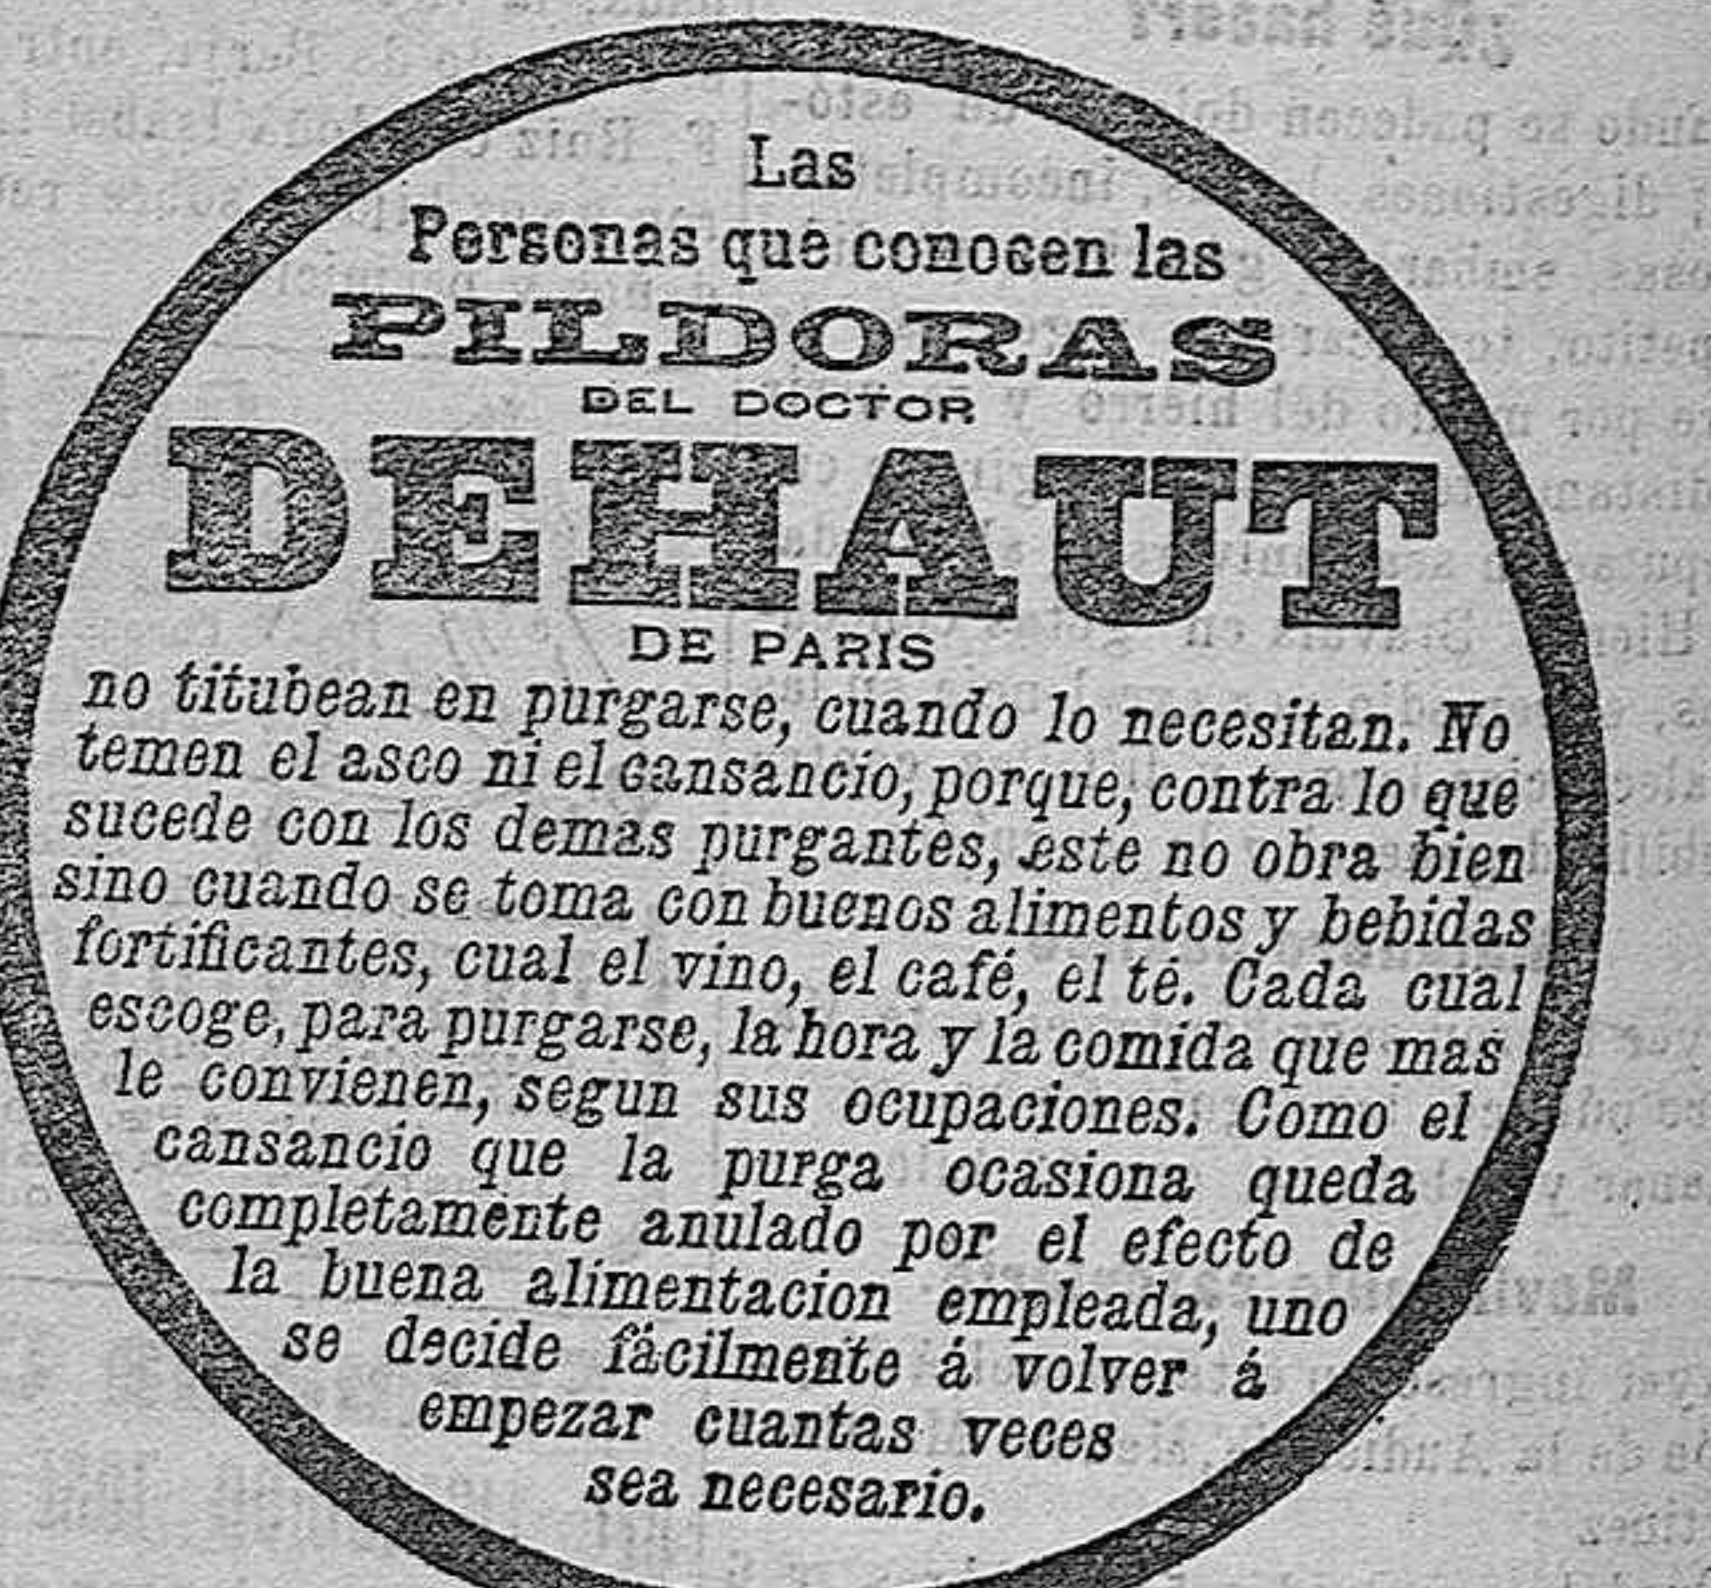 Las
Personas que conocen las
PILDORAS
DEL DOCTOR
DEHAUT
DE PARIS
no titubean en purgarse, cuando lo necesitan. No
temen el asco ni el cansancio, porque, contra lo que
sucede con los demas purgantes, este no obra bien
sino cuando se toma con buenos alimentos y bebidas
fortificantes, cual el vino, el café, el té. Cada cual
escoge, para purgarse, la hora y la comida que mas
le convienen, segun sus ocupaciones. Como el
cansancio que la purga ocasiona queda
completamente anulado por el efecto de
la buena alimentacion empleada, uno
se decide fácilmente á volver á
empezar cuantas veces
sea necesario.